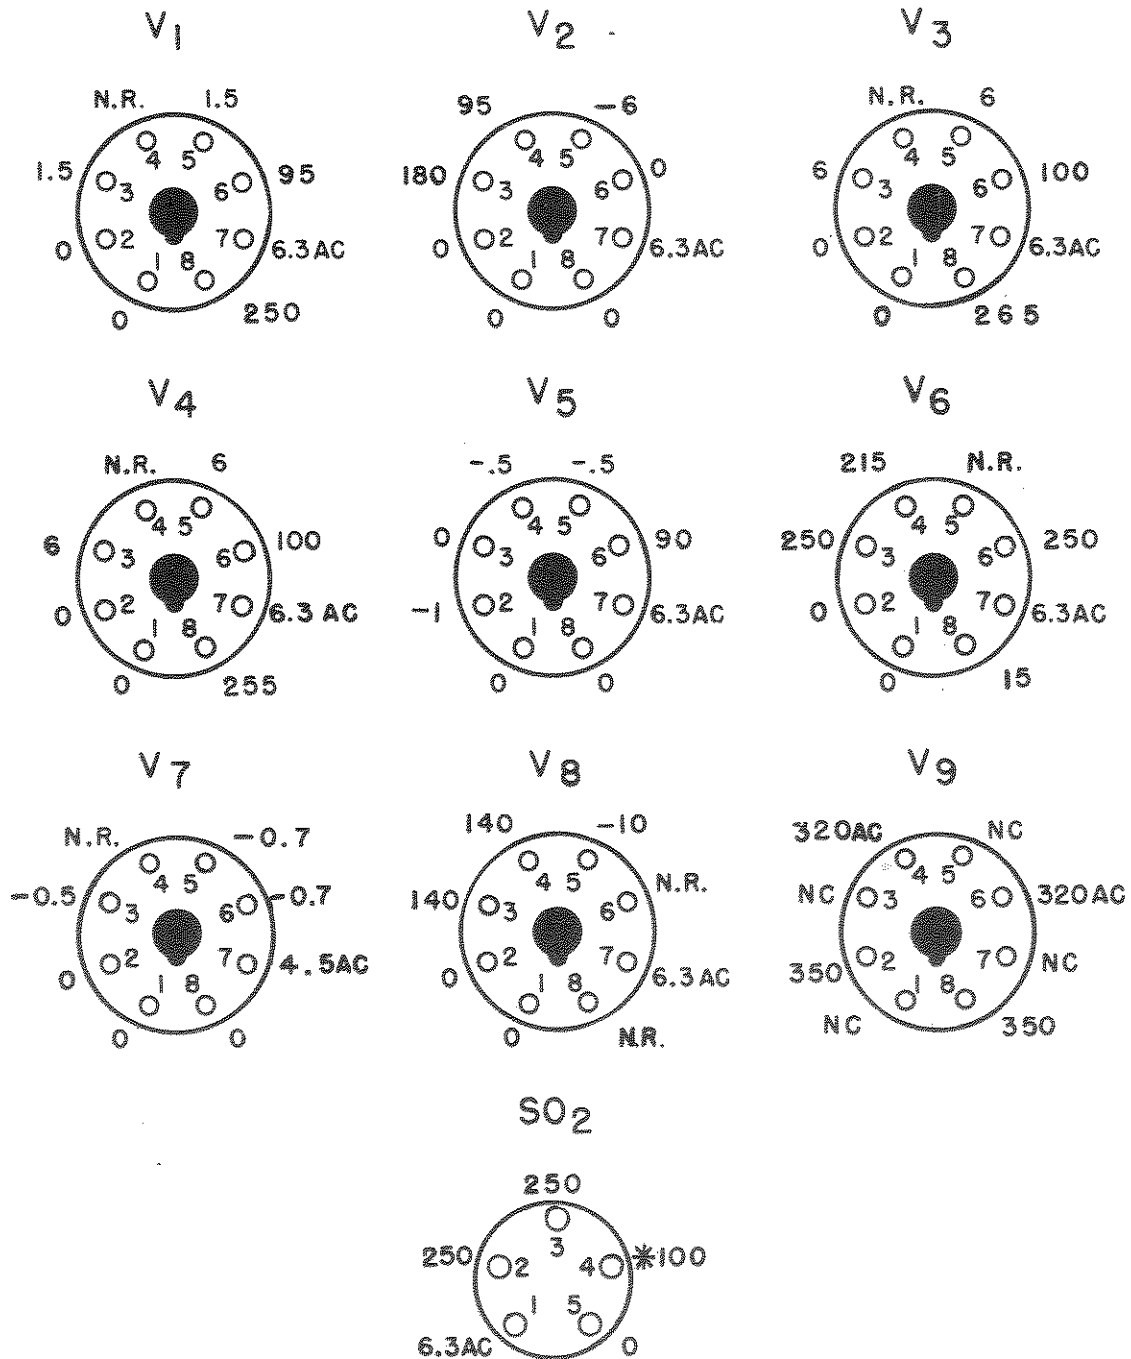 V1 V2 V3
N.R. 1.5 95 -6 N.R. 6
4 5 4 5 4 5
1.5 3 6 95 180 3 6 0 6 3 6 100
0 2 7 6.3AC 0 2 7 6.3AC 0 2 7 6.3AC
1 8 1 8 1 8
0 250 0 0 0 265
V4 V5 V6
N.R. 6 -.5 -.5 215 N.R.
4 5 4 5 4 5
6 3 6 100 0 3 6 90 250 3 6 250
0 2 7 6.3 AC -1 2 7 6.3AC 0 2 7 6.3AC
1 8 1 8 1 8
0 255 0 0 0 15
V7 V8 V9
N.R. -0.7 140 -10 320AC NC
4 5 4 5 4 5
-0.5 3 6 -0.7 140 3 6 N.R. NC 3 6 320AC
0 2 7 4.5AC 0 2 7 6.3AC 350 2 7 NC
1 8 1 8 1 8
0 0 0 N.R. NC 350
SO2
250
3
250 2 4 *100
1 5
6.3AC 0